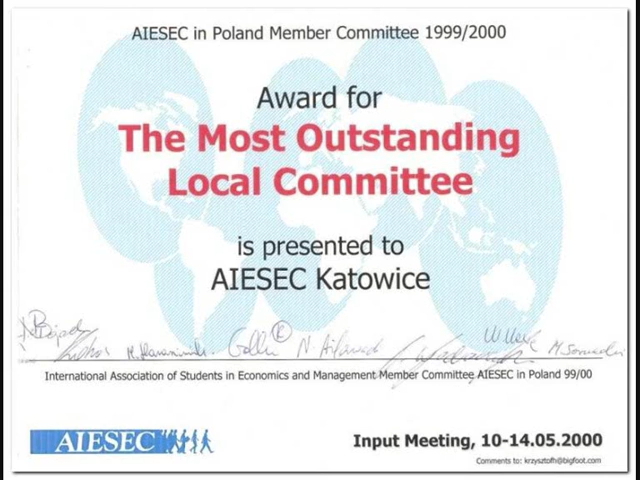 AIESEC in Poland Member Committee 1999/2000
Award for
The Most Outstanding
Local Committee
is presented to
AIESEC Katowice
International Association of Students in Economics and Management Member Committee AIESEC in Poland 99/00
AIESEC
Input Meeting, 10-14.05.2000
Comments to: krzysztofh@bigfoot.com